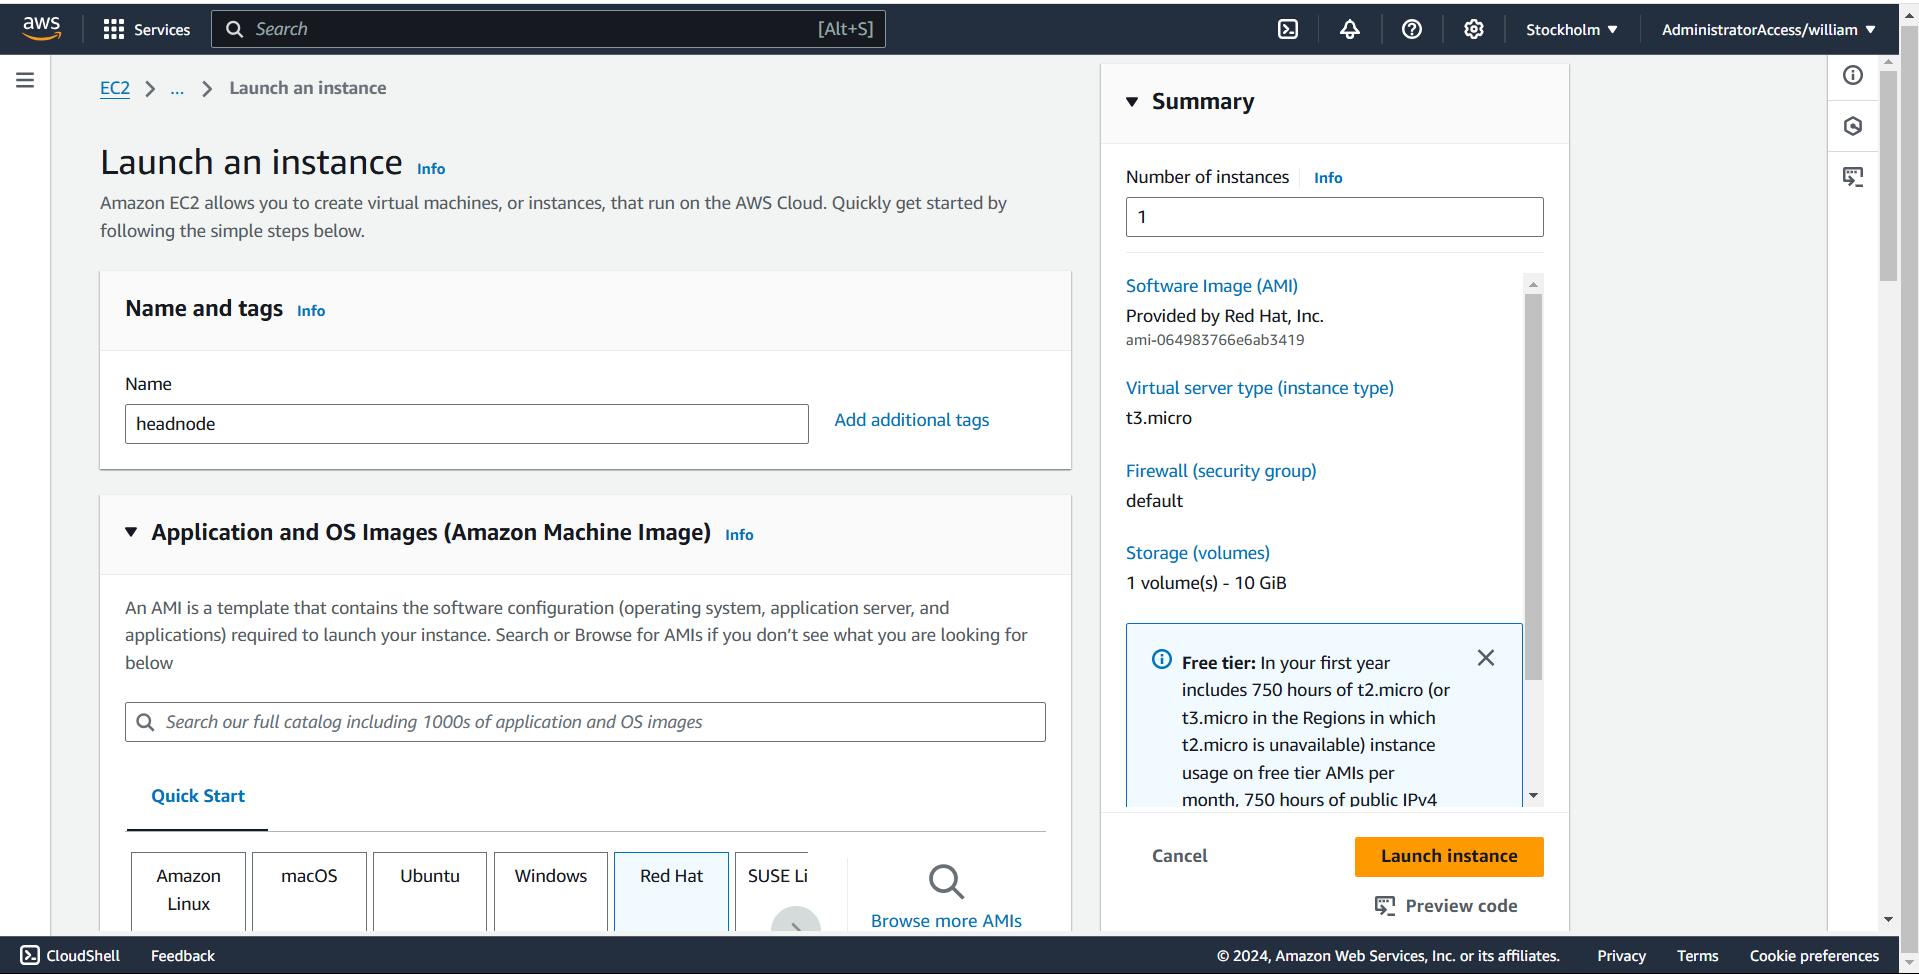 aws
Services
Search
[Alt+S]
Stockholm
AdministratorAccess/william
EC2
...
Launch an instance
Launch an instance
Info
Amazon EC2 allows you to create virtual machines, or instances, that run on the AWS Cloud. Quickly get started by
following the simple steps below.
Name and tags
Info
Name
headnode
Add additional tags
Application and OS Images (Amazon Machine Image)
Info
An AMI is a template that contains the software configuration (operating system, application server, and
applications) required to launch your instance. Search or Browse for AMIs if you don't see what you are looking for
below
Search our full catalog including 1000s of application and OS images
Quick Start
Amazon
Linux
macOS
Ubuntu
Windows
Red Hat
SUSE Li
Browse more AMIs
Summary
Number of instances
Info
1
Software Image (AMI)
Provided by Red Hat, Inc.
ami-064983766e6ab3419
Virtual server type (instance type)
t3.micro
Firewall (security group)
default
Storage (volumes)
1 volume(s) - 10 GiB
Free tier: In your first year
includes 750 hours of t2.micro (or
t3.micro in the Regions in which
t2.micro is unavailable) instance
usage on free tier AMIs per
month, 750 hours of public IPv4
Cancel
Launch instance
Preview code
CloudShell
Feedback
© 2024, Amazon Web Services, Inc. or its affiliates.
Privacy
Terms
Cookie preferences